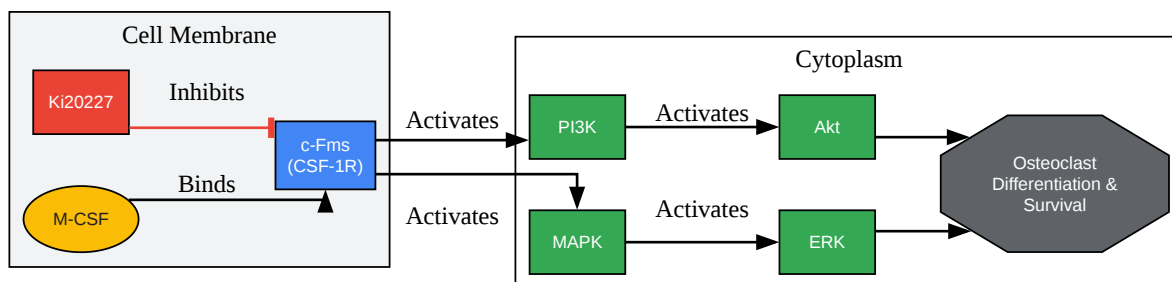 Cell Membrane
Ki20227
Inhibits
c-Fms
(CSF-1R)
Binds
M-CSF
Activates
Activates
Cytoplasm
PI3K
Activates
Akt
MAPK
Activates
ERK
Osteoclast
Differentiation &
Survival